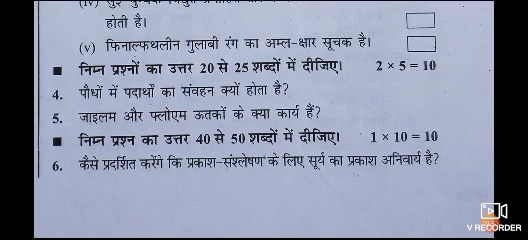 होती है।
(v) फिनाल्फथलीन गुलाबी रंग का अम्ल-क्षार सूचक है।
■ निम्न प्रश्नों का उत्तर 20 से 25 शब्दों में दीजिए। 2 × 5 = 10
4. पौधों में पदार्थों का संवहन क्यों होता है?
5. जाइलम और फ्लोएम ऊतकों के क्या कार्य हैं?
■ निम्न प्रश्न का उत्तर 40 से 50 शब्दों में दीजिए। 1 × 10 = 10
6. कैसे प्रदर्शित करेंगे कि प्रकाश-संश्लेषण के लिए सूर्य का प्रकाश अनिवार्य है?
V RECORDER